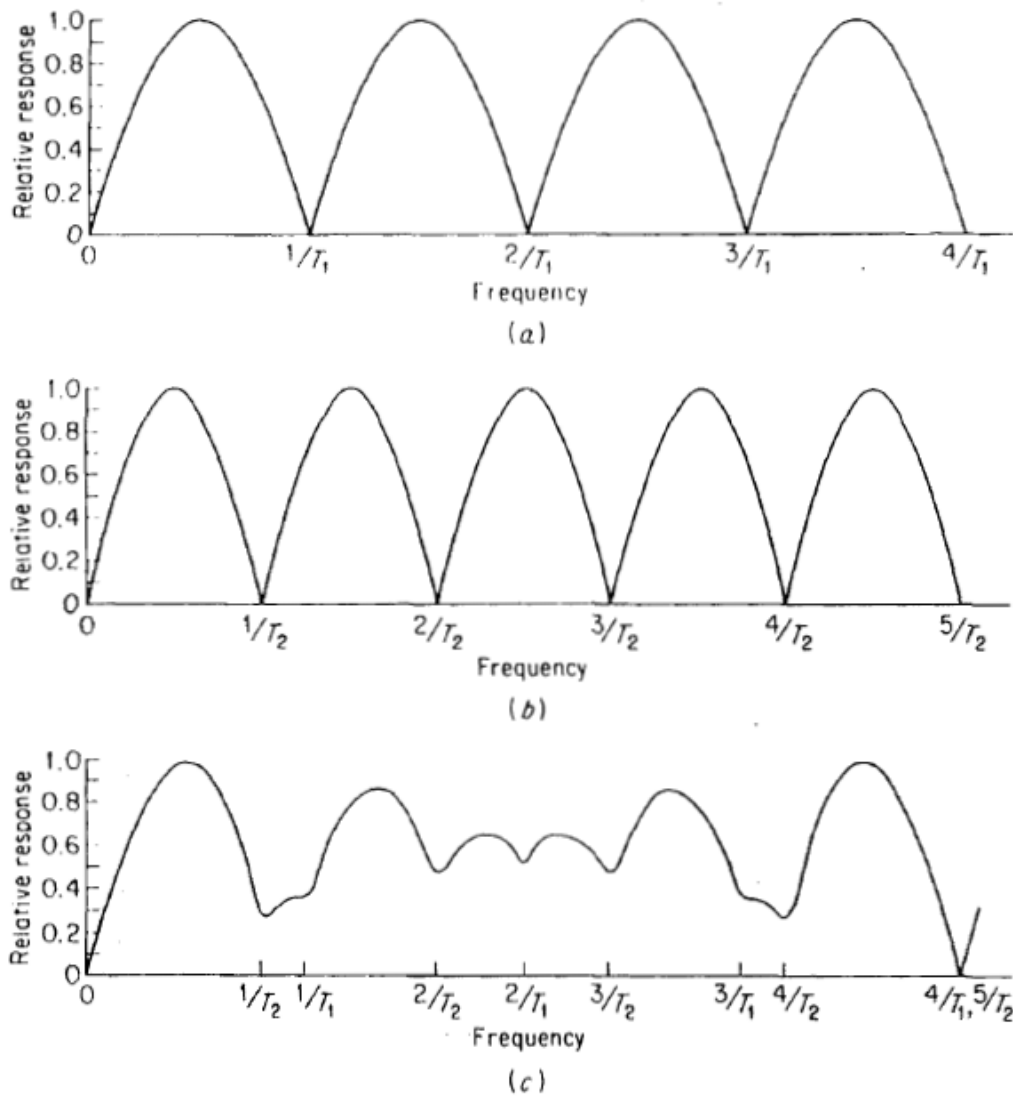 Relative response
1.0
0.8
0.6
0.4
0.2
0
0 1/T₁ 2/T₁ 3/T₁ 4/T₁
Frequency
(a)
Relative response
1.0
0.8
0.6
0.4
0.2
0
0 1/T₂ 2/T₂ 3/T₂ 4/T₂ 5/T₂
Frequency
(b)
Relative response
1.0
0.8
0.6
0.4
0.2
0
0 1/T₂ 1/T₁ 2/T₂ 2/T₁ 3/T₂ 3/T₁ 4/T₂ 4/T₁, 5/T₂
Frequency
(c)